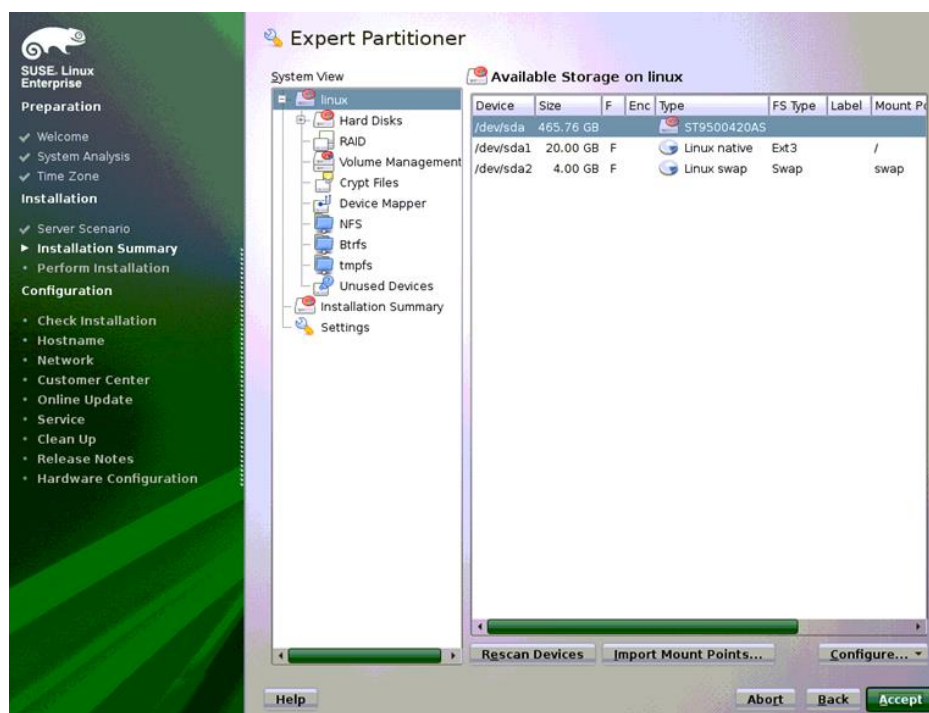 SUSE. Linux
Enterprise
Preparation
Welcome
System Analysis
Time Zone
Installation
Server Scenario
Installation Summary
Perform Installation
Configuration
Check Installation
Hostname
Network
Customer Center
Online Update
Service
Clean Up
Release Notes
Hardware Configuration
Expert Partitioner
System View
linux
Hard Disks
RAID
Volume Management
Crypt Files
Device Mapper
NFS
Btrfs
tmpfs
Unused Devices
Installation Summary
Settings
Available Storage on linux
Device Size F Enc Type FS Type Label Mount Po
/dev/sda 465.76 GB ST9500420AS
/dev/sda1 20.00 GB F Linux native Ext3 /
/dev/sda2 4.00 GB F Linux swap Swap swap
Rescan Devices Import Mount Points... Configure...
Help Abort Back Accept